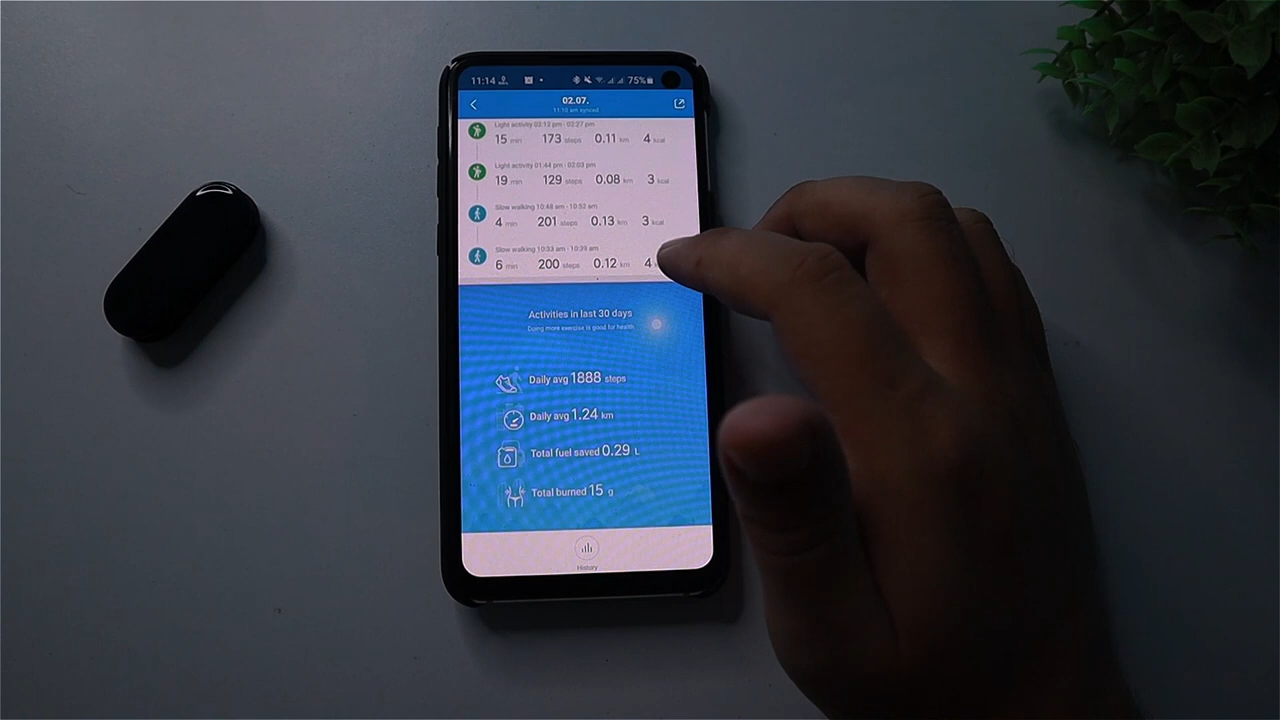 11:14 75%
02.07.
11:10 am synced
Light activity 02:12 pm - 02:27 pm
15 min 173 steps 0.11 km 4 kcal
Light activity 01:44 pm - 02:03 pm
19 min 129 steps 0.08 km 3 kcal
Slow walking 10:48 am - 10:53 am
4 min 201 steps 0.13 km 3 kcal
Slow walking 10:33 am - 10:39 am
6 min 200 steps 0.12 km 4
Activities in last 30 days
Doing more exercise is good for health
Daily avg 1888 steps
Daily avg 1.24 km
Total fuel saved 0.29 L
Total burned 15 g
History